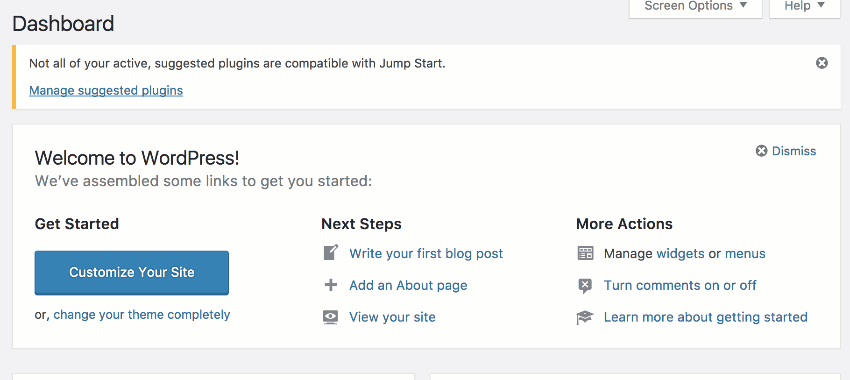 Screen Options
Help
Dashboard
Not all of your active, suggested plugins are compatible with Jump Start.
Manage suggested plugins
Welcome to WordPress!
Dismiss
We've assembled some links to get you started:
Get Started
Customize Your Site
or, change your theme completely
Next Steps
Write your first blog post
Add an About page
View your site
More Actions
Manage widgets or menus
Turn comments on or off
Learn more about getting started